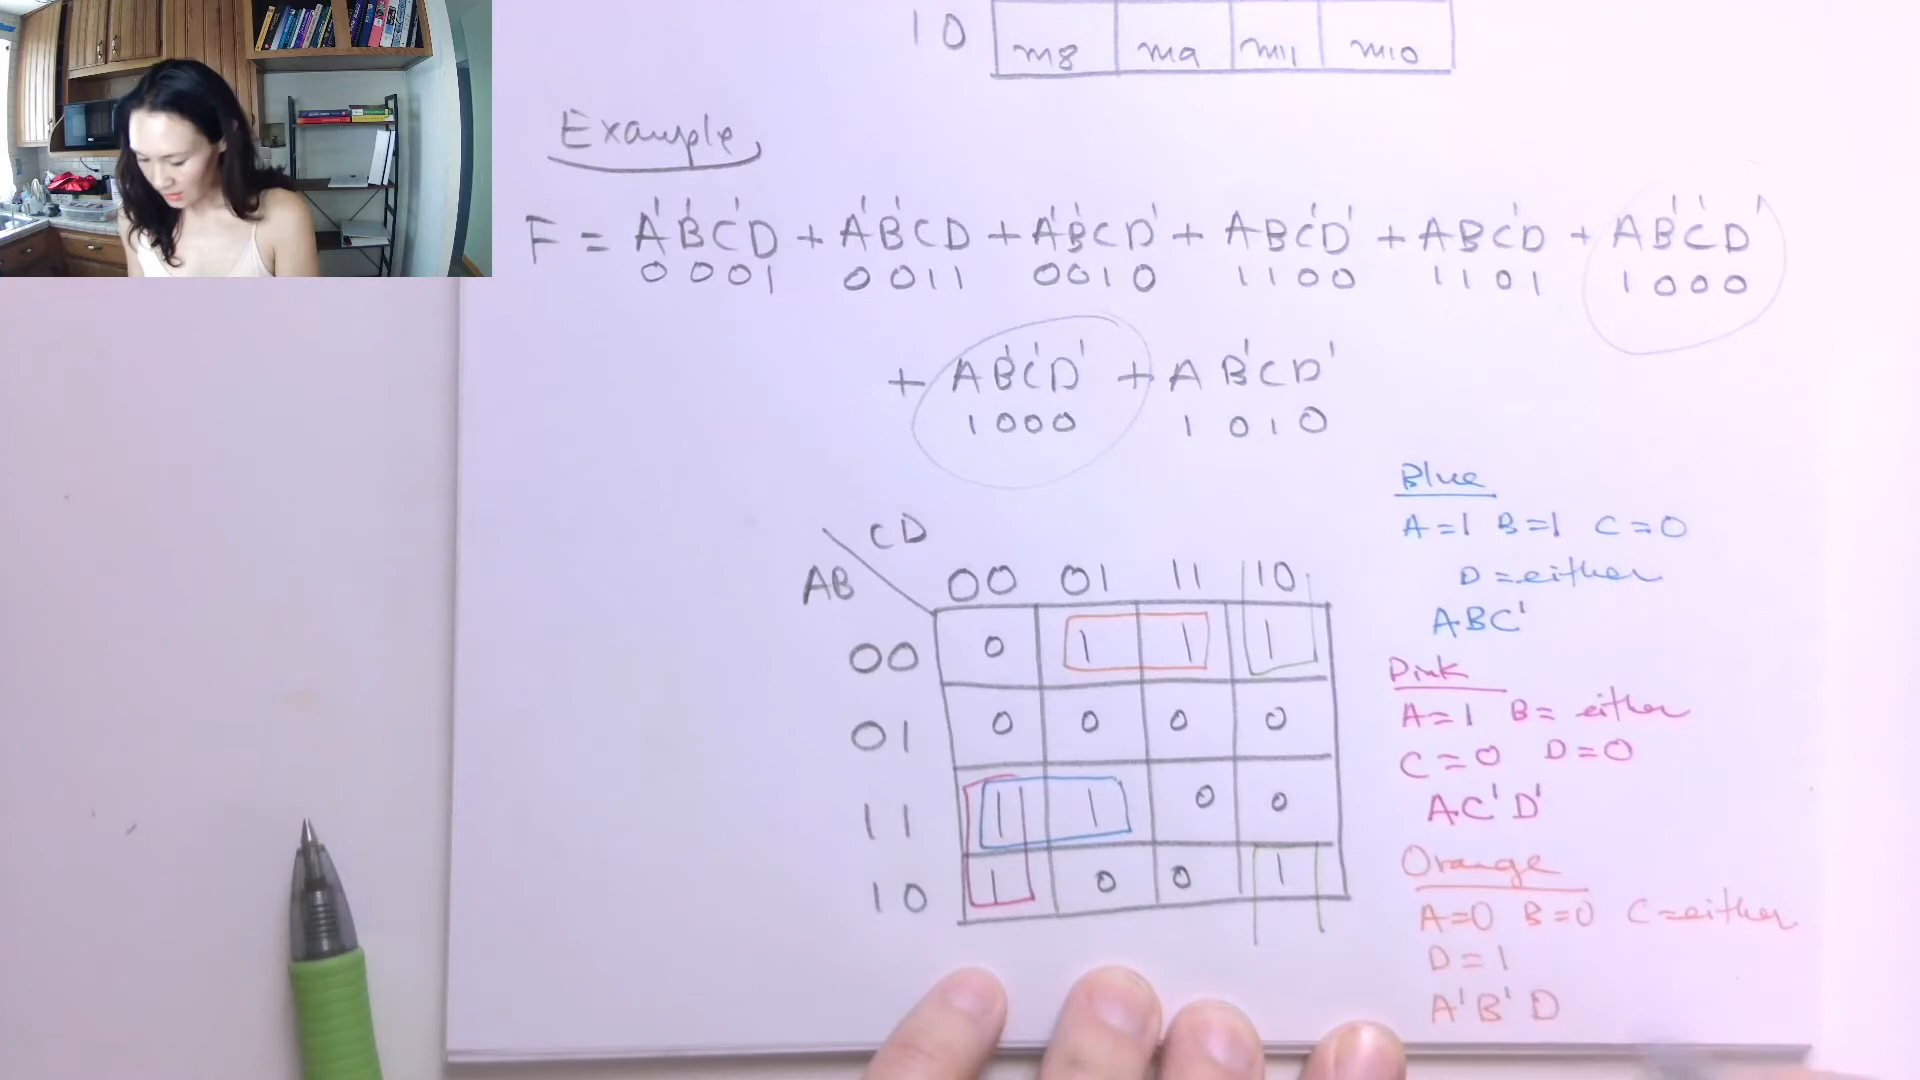 10 m8 m9 m11 m10
Example
F = A'B'C'D + A'B'CD + A'B'CD' + ABC'D' + ABC'D + AB'C'D'
0001 0011 0010 1100 1101 1000
+ AB'C'D' + AB'CD'
1000 1010
CD
AB 00 01 11 10
00 0 1 1 1
01 0 0 0 0
11 1 1 0 0
10 1 0 0 1
Blue
A=1 B=1 C=0
D=either
ABC'
Pink
A=1 B=either
C=0 D=0
AC'D'
Orange
A=0 B=0 C=either
D=1
A'B'D